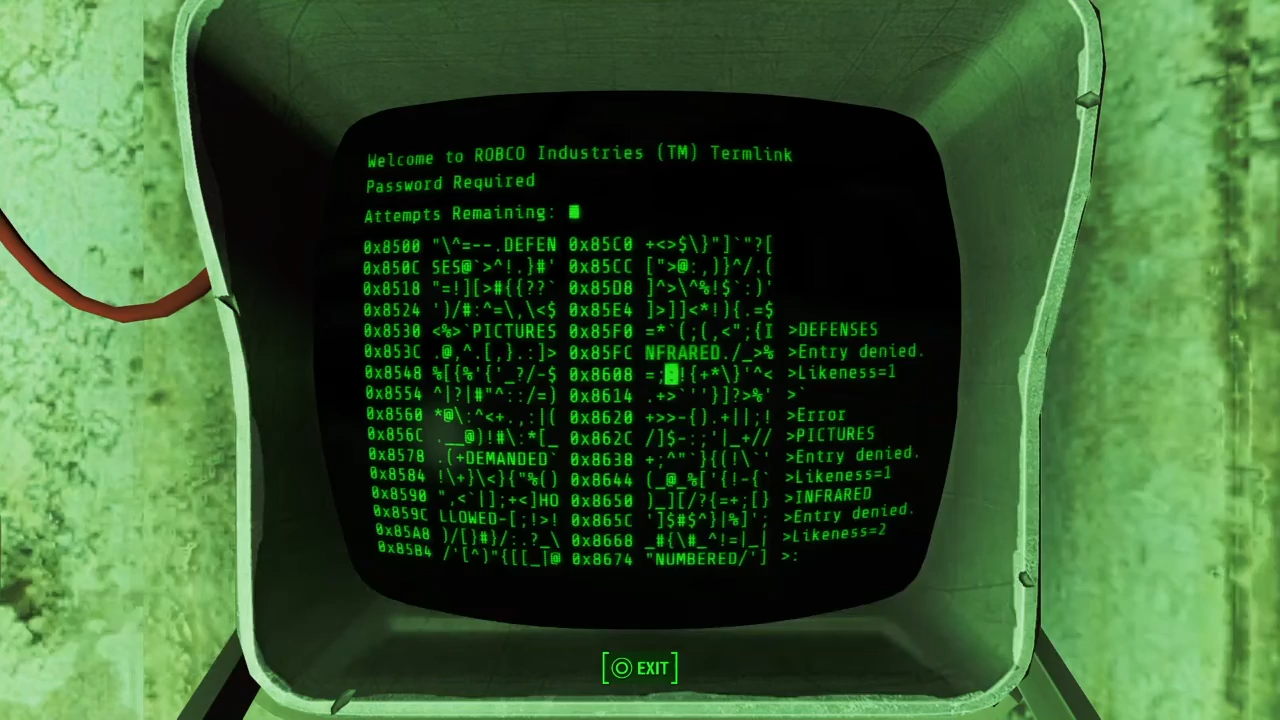 Welcome to ROBCO Industries (TM) Termlink
Password Required
Attempts Remaining: ■
0x8500 "\^=--.DEFEN 0x85C0 +<>$\}"]`"?[
0x850C SES@`>^!,}#' 0x85CC [">@:,)}^/.(
0x8518 "=!][>#{{??` 0x85D8 ]^>\^%!$`:)'
0x8524 ')/#:^=\,\<$ 0x85E4 ]>]]<*!){.=$
0x8530 <%>`PICTURES 0x85F0 =*`(;(,<";{I >DEFENSES
0x853C .@,^.[,}.:]> 0x85FC NFRARED./_>% >Entry denied.
0x8548 %[{%'{'_?/-$ 0x8608 =;:!{+*\}'^< >Likeness=1
0x8554 ^|?|#"^::/=) 0x8614 .+>`''}]?>%' >`
0x8560 *@\:^<+.,:|( 0x8620 +>>-{).+||;! >Error
0x856C .__@)!#\:*[_ 0x862C /]$-:;'|_+// >PICTURES
0x8578 .(+DEMANDED` 0x8638 +;^"`}{(!\`' >Entry denied.
0x8584 !\+}\<}{"%() 0x8644 (_@_%['{!-{` >Likeness=1
0x8590 ",<`|];+<]HO 0x8650 )_][/?{=+;[} >INFRARED
0x859C LLOWED-[;!>! 0x865C ']$#$^}|%]'; >Entry denied.
0x85A8 )/[}#}/:.?_\ 0x8668 _#{\#_^!=|_| >Likeness=2
0x85B4 /'[^)"{[[_|@ 0x8674 "NUMBERED/'] >:
EXIT